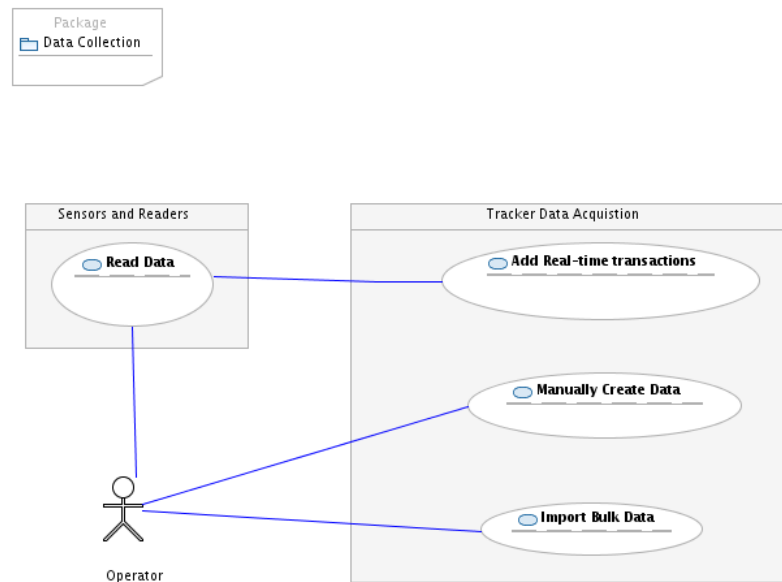 Package
Data Collection
Sensors and Readers
Tracker Data Acquistion
Read Data
Add Real-time transactions
Manually Create Data
Import Bulk Data
Operator